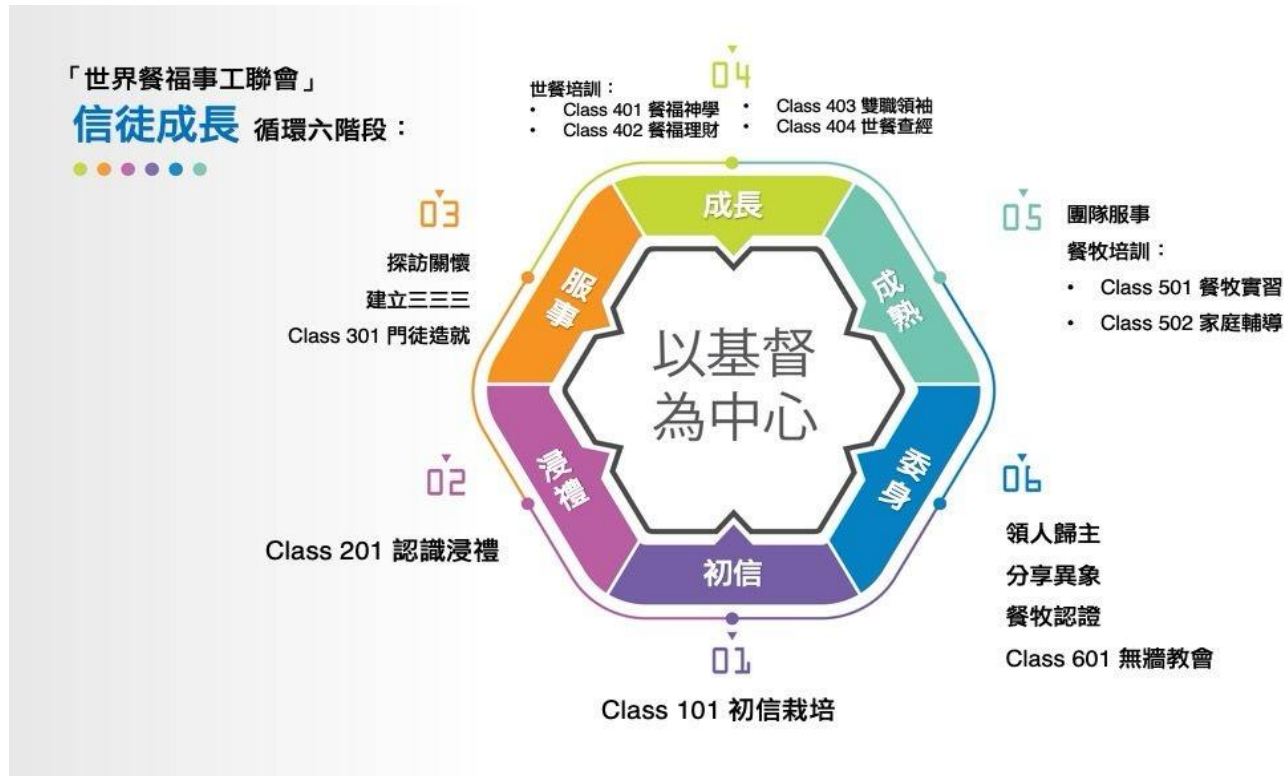 「世界餐福事工聯會」
信徒成長 循環六階段：
04
世餐培訓：
• Class 401 餐福神學
• Class 402 餐福理財
• Class 403 雙職領袖
• Class 404 世餐查經
03
探訪關懷
建立三三三
Class 301 門徒造就
05
團隊服事
餐牧培訓：
• Class 501 餐牧實習
• Class 502 家庭輔導
成長
服事
成熟
以基督
為中心
浸禮
委身
初信
02
Class 201 認識浸禮
06
領人歸主
分享異象
餐牧認證
Class 601 無牆教會
01
Class 101 初信栽培